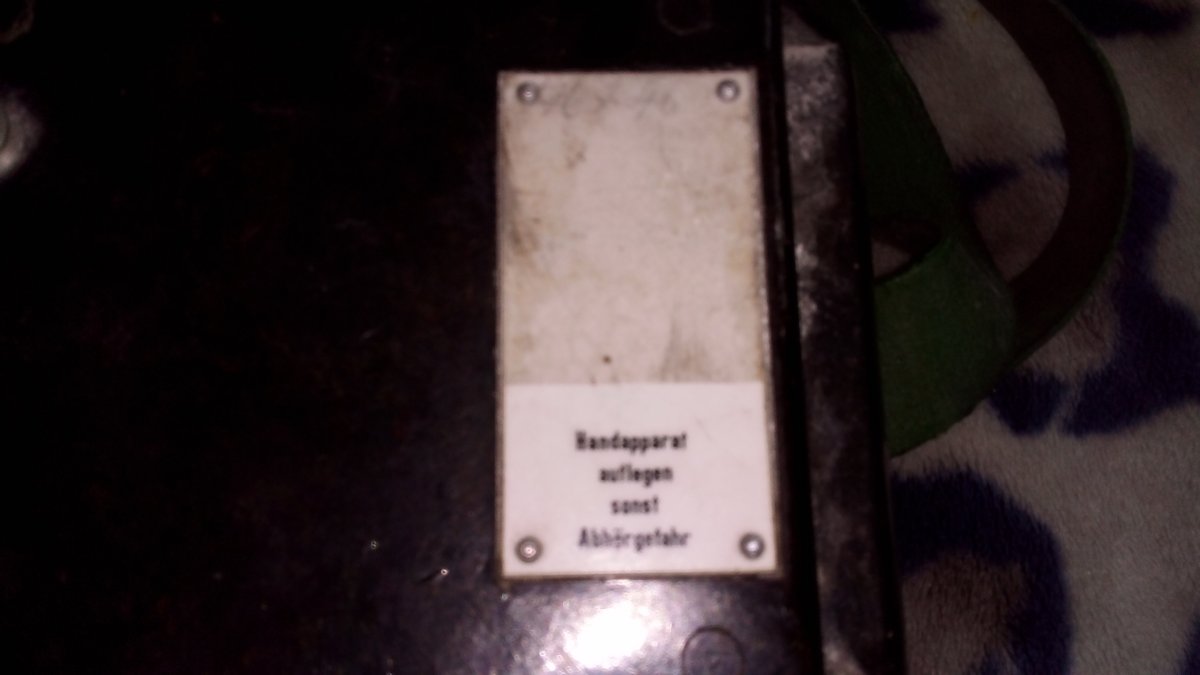 Handapparat
auflegen
sonst
Abhörgefahr